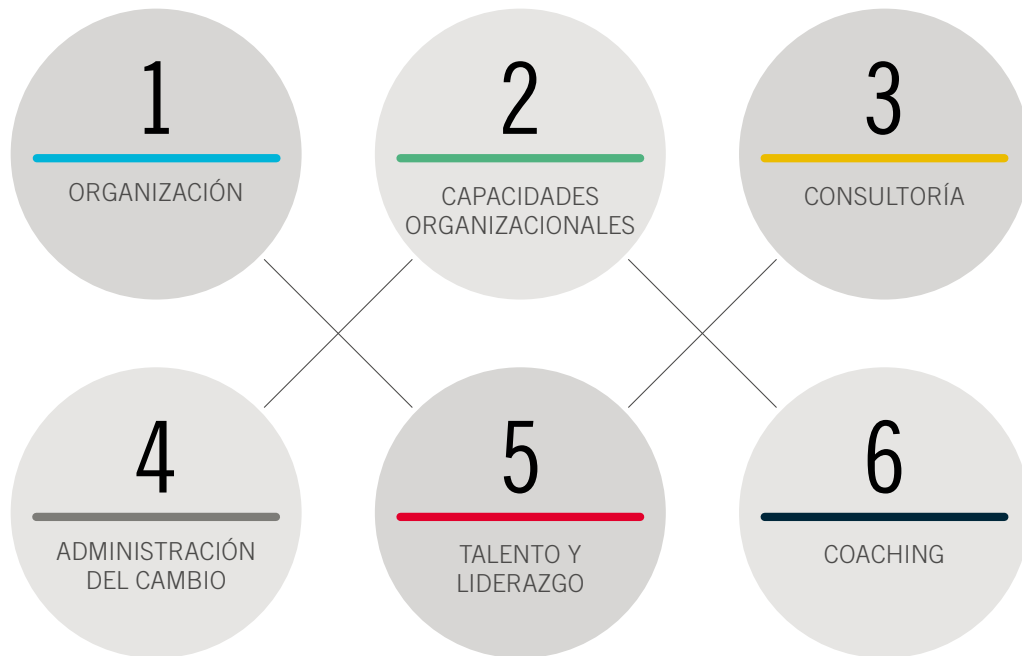 1
ORGANIZACIÓN
2
CAPACIDADES
ORGANIZACIONALES
3
CONSULTORÍA
4
ADMINISTRACIÓN
DEL CAMBIO
5
TALENTO Y
LIDERAZGO
6
COACHING